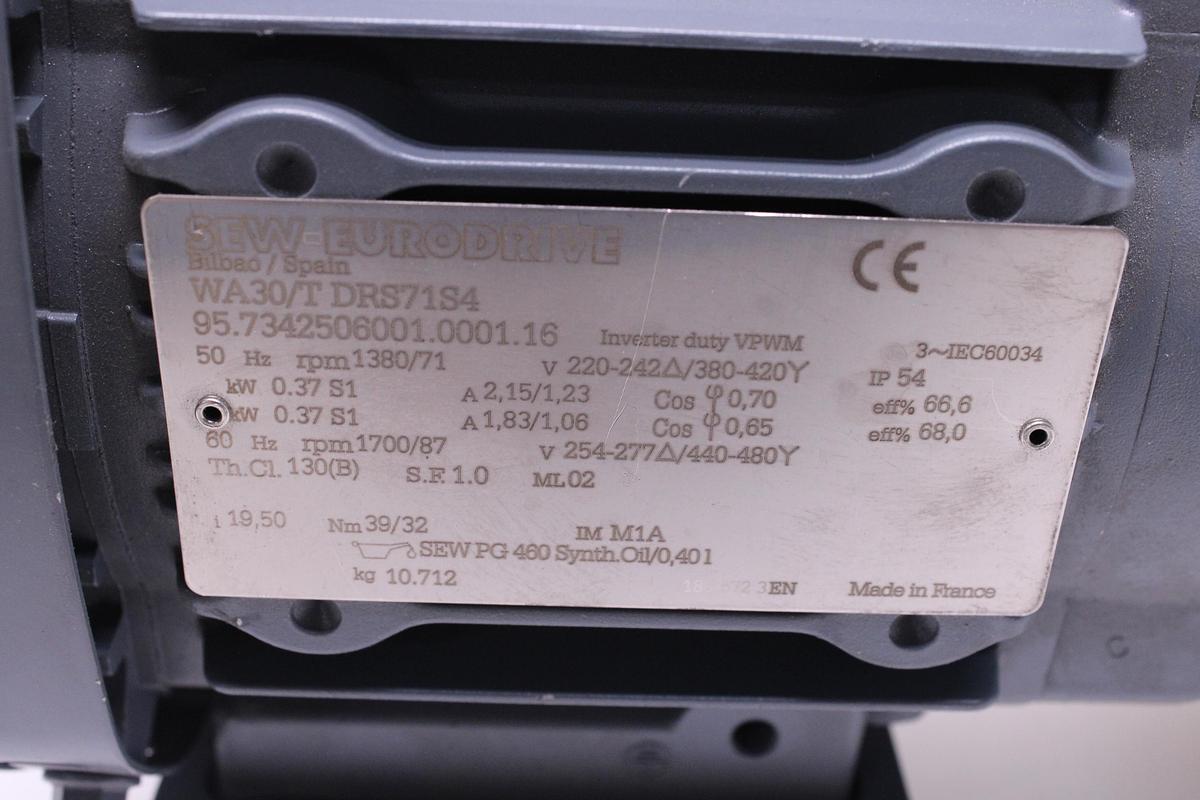 SEW-EURODRIVE
Bilbao / Spain
CE
WA30/T DRS71S4
95.7342506001.0001.16 Inverter duty VPWM 3~IEC60034
50 Hz rpm 1380/71 V 220-242Δ/380-420Y IP 54
kW 0.37 S1 A 2,15/1,23 Cos φ 0,70 eff% 66,6
kW 0.37 S1 A 1,83/1,06 Cos φ 0,65 eff% 68,0
60 Hz rpm 1700/87 V 254-277Δ/440-480Y
Th.Cl. 130(B) S.F. 1.0 ML 02
i 19,50 Nm 39/32 IM M1A
SEW PG 460 Synth.Oil/0,40 l
kg 10.712 EN Made in France